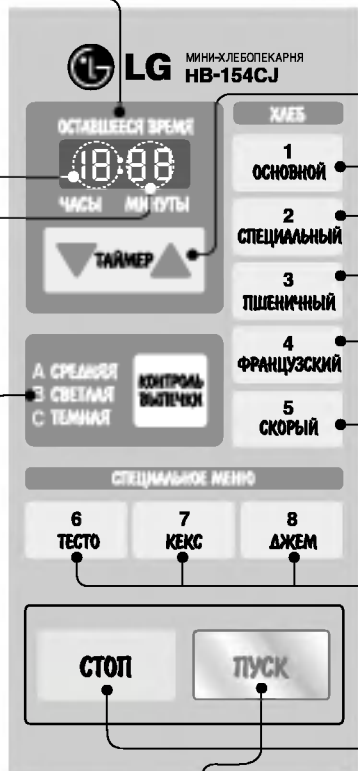 LG
МИНИ-ХЛЕБОПЕКАРНЯ
HB-154CJ
ОСТАВШЕЕСЯ ВРЕМЯ
18:88
ЧАСЫ МИНУТЫ
ТАЙМЕР
ХЛЕБ
1
ОСНОВНОЙ
2
СПЕЦИАЛЬНЫЙ
3
ПШЕНИЧНЫЙ
4
ФРАНЦУЗСКИЙ
5
СКОРЫЙ
A СРЕДНЯЯ
B СВЕТЛАЯ
C ТЕМНАЯ
КОНТРОЛЬ
ВЫПЕЧКИ
СПЕЦИАЛЬНОЕ МЕНЮ
6
ТЕСТО
7
КЕКС
8
ДЖЕМ
СТОП
ПУСК